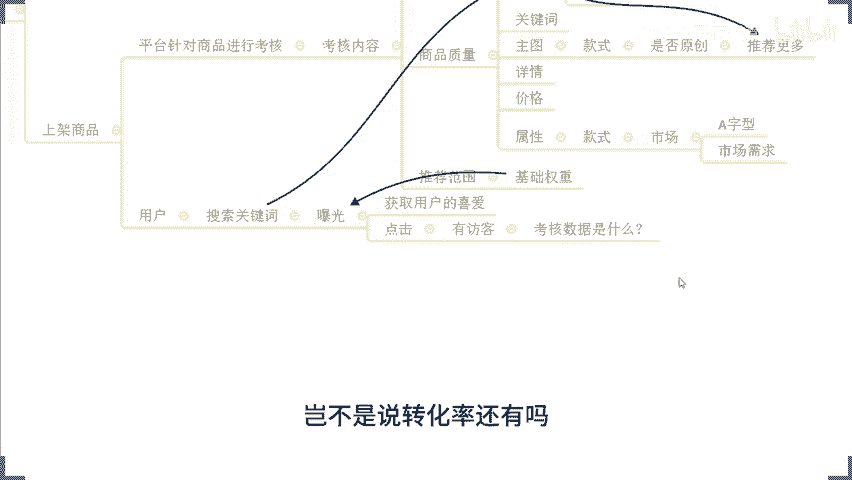 关键词
平台针对商品进行考核 考核内容 商品质量 主图 款式 是否原创 推荐更多
详情
价格
上架商品
属性 款式 市场 A字型
市场需求
推荐范围 基础权重
用户 搜索关键词 曝光 获取用户的喜爱
点击 有访客 考核数据是什么？
岂不是说转化率还有吗